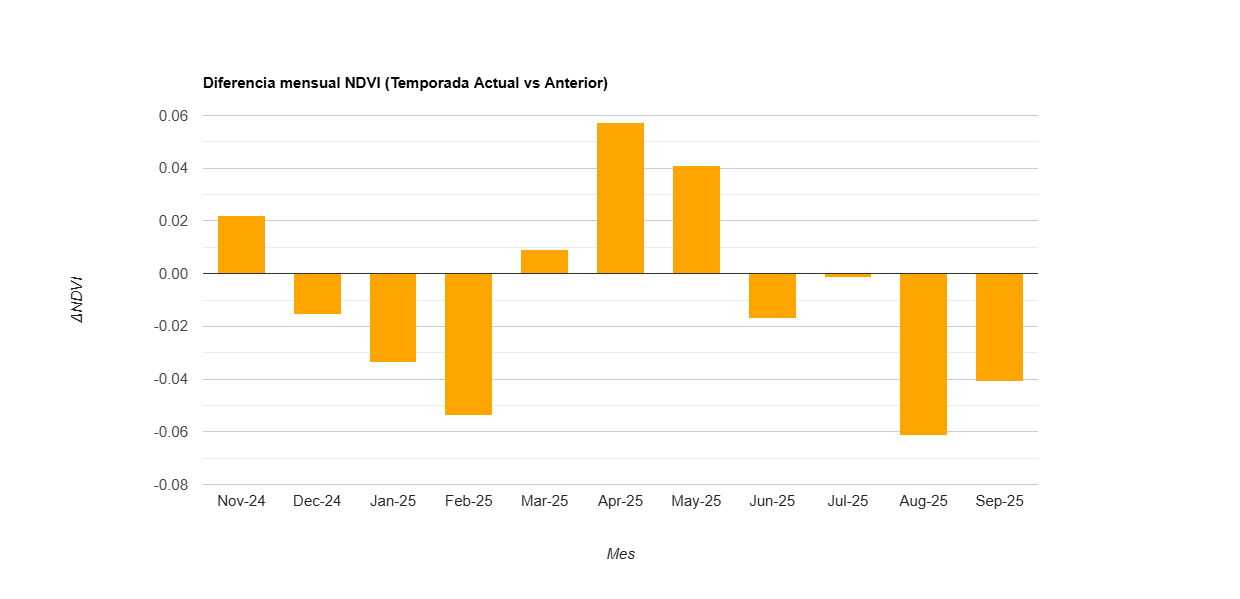 Diferencia mensual NDVI (Temporada Actual vs Anterior)
0.06
0.04
0.02
0.00
-0.02
-0.04
-0.06
-0.08
ΔNDVI
Nov-24 Dec-24 Jan-25 Feb-25 Mar-25 Apr-25 May-25 Jun-25 Jul-25 Aug-25 Sep-25
Mes